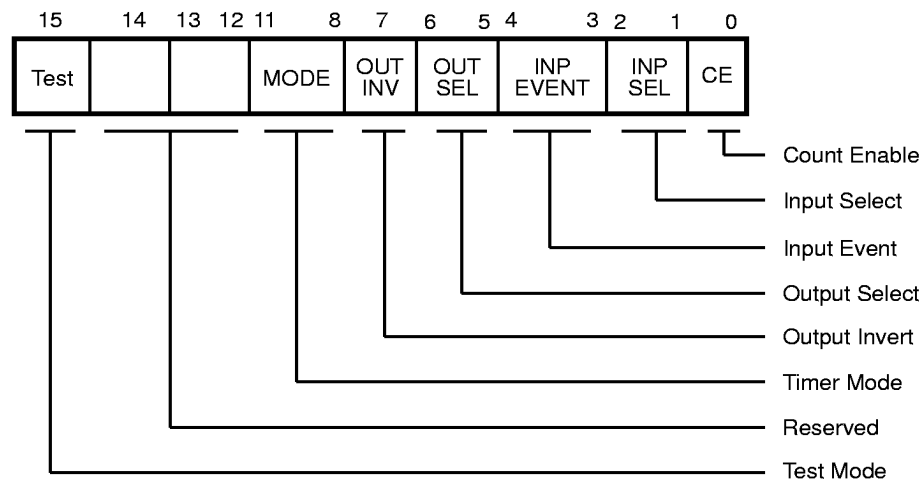 15 14 13 12 11 8 7 6 5 4 3 2 1 0
Test MODE OUT INV OUT SEL INP EVENT INP SEL CE
Count Enable
Input Select
Input Event
Output Select
Output Invert
Timer Mode
Reserved
Test Mode